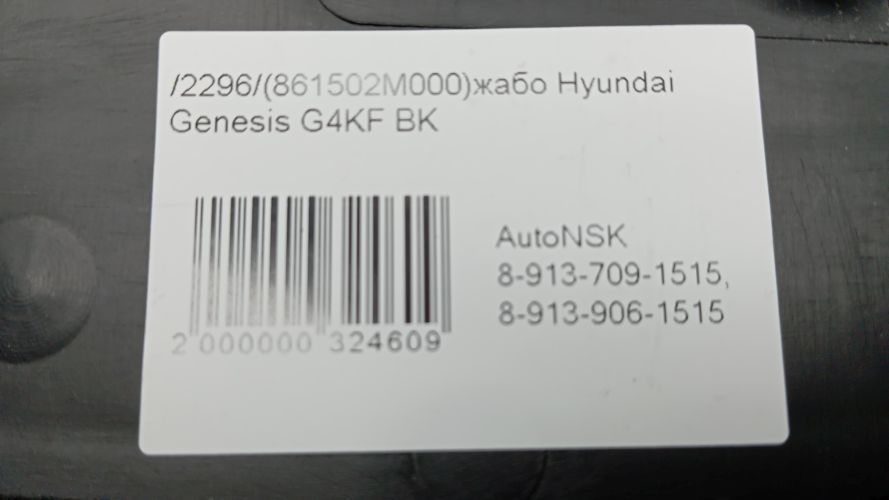 /2296/(861502M000)жабо Hyundai
Genesis G4KF BK
AutoNSK
8-913-709-1515,
8-913-906-1515
2 000000 324609